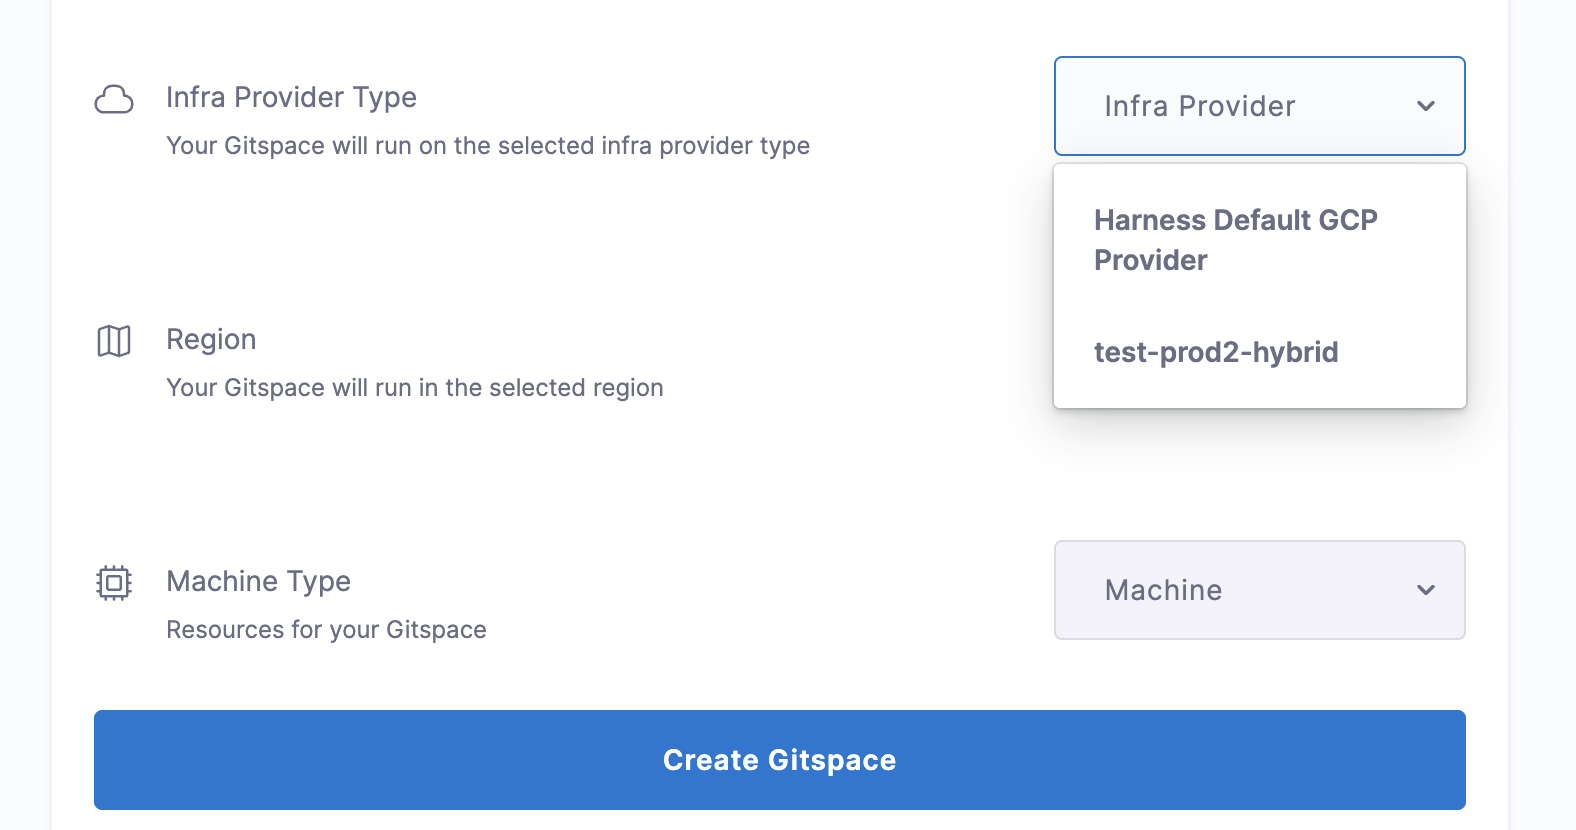 Infra Provider Type
Your Gitspace will run on the selected infra provider type
Infra Provider
Harness Default GCP
Provider
test-prod2-hybrid
Region
Your Gitspace will run in the selected region
Machine Type
Resources for your Gitspace
Machine
Create Gitspace